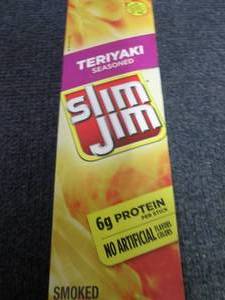 TERIYAKI
SEASONED
Slim
Jim
6g PROTEIN
PER STICK
NO ARTIFICIAL FLAVORS,
COLORS
SMOKED